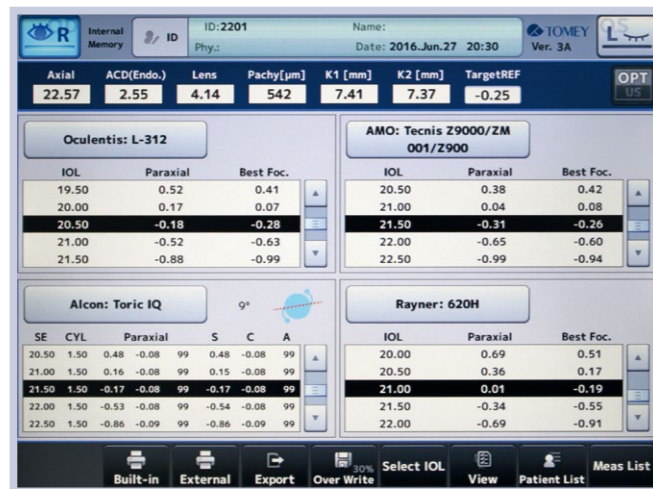 R Internal Memory ID ID:2201 Name: TOMEY L
Phy.: Date: 2016.Jun.27 20:30 Ver. 3A
Axial ACD(Endo.) Lens Pachy[μm] K1 [mm] K2 [mm] TargetREF OPT
22.57 2.55 4.14 542 7.41 7.37 -0.25 US
Oculentis: L-312
IOL Paraxial Best Foc.
19.50 0.52 0.41
20.00 0.17 0.07
20.50 -0.18 -0.28
21.00 -0.52 -0.63
21.50 -0.88 -0.99
AMO: Tecnis Z9000/ZM
001/Z900
IOL Paraxial Best Foc.
20.50 0.38 0.42
21.00 0.04 0.08
21.50 -0.31 -0.26
22.00 -0.65 -0.60
22.50 -0.99 -0.94
Alcon: Toric IQ 9°
SE CYL Paraxial S C A
20.50 1.50 0.48 -0.08 99 0.48 -0.08 99
21.00 1.50 0.16 -0.08 99 0.15 -0.08 99
21.50 1.50 -0.17 -0.08 99 -0.17 -0.08 99
22.00 1.50 -0.53 -0.08 99 -0.54 -0.08 99
22.50 1.50 -0.86 -0.09 99 -0.86 -0.09 99
Rayner: 620H
IOL Paraxial Best Foc.
20.00 0.69 0.51
20.50 0.36 0.17
21.00 0.01 -0.19
21.50 -0.34 -0.55
22.00 -0.69 -0.91
Built-in External Export 30% Over Write Select IOL View Patient List Meas List